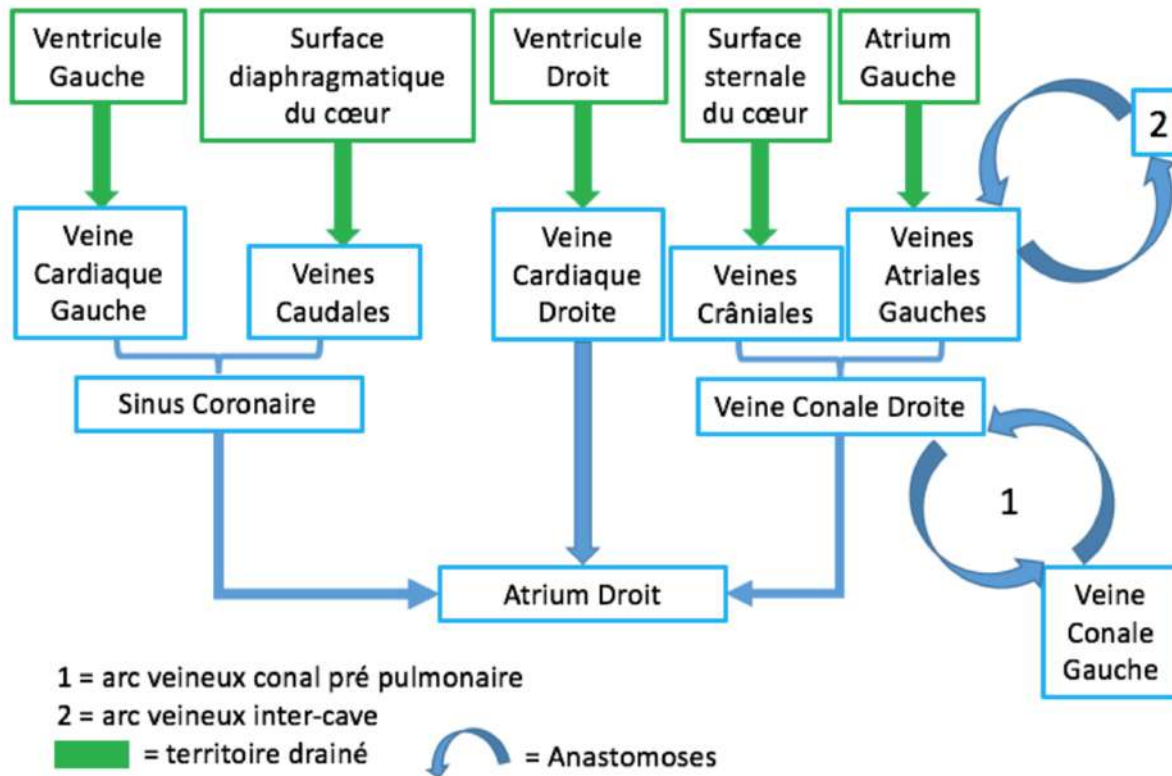 Ventricule
Gauche
Surface
diaphragmatique
du cœur
Ventricule
Droit
Surface
sternale
du cœur
Atrium
Gauche
2
Veine
Cardiaque
Gauche
Veines
Caudales
Veine
Cardiaque
Droite
Veines
Crâniales
Veines
Atriales
Gauches
Sinus Coronaire
Veine Conale Droite
1
Atrium Droit
Veine
Conale
Gauche
1 = arc veineux conal pré pulmonaire
2 = arc veineux inter-cave
= territoire drainé
= Anastomoses